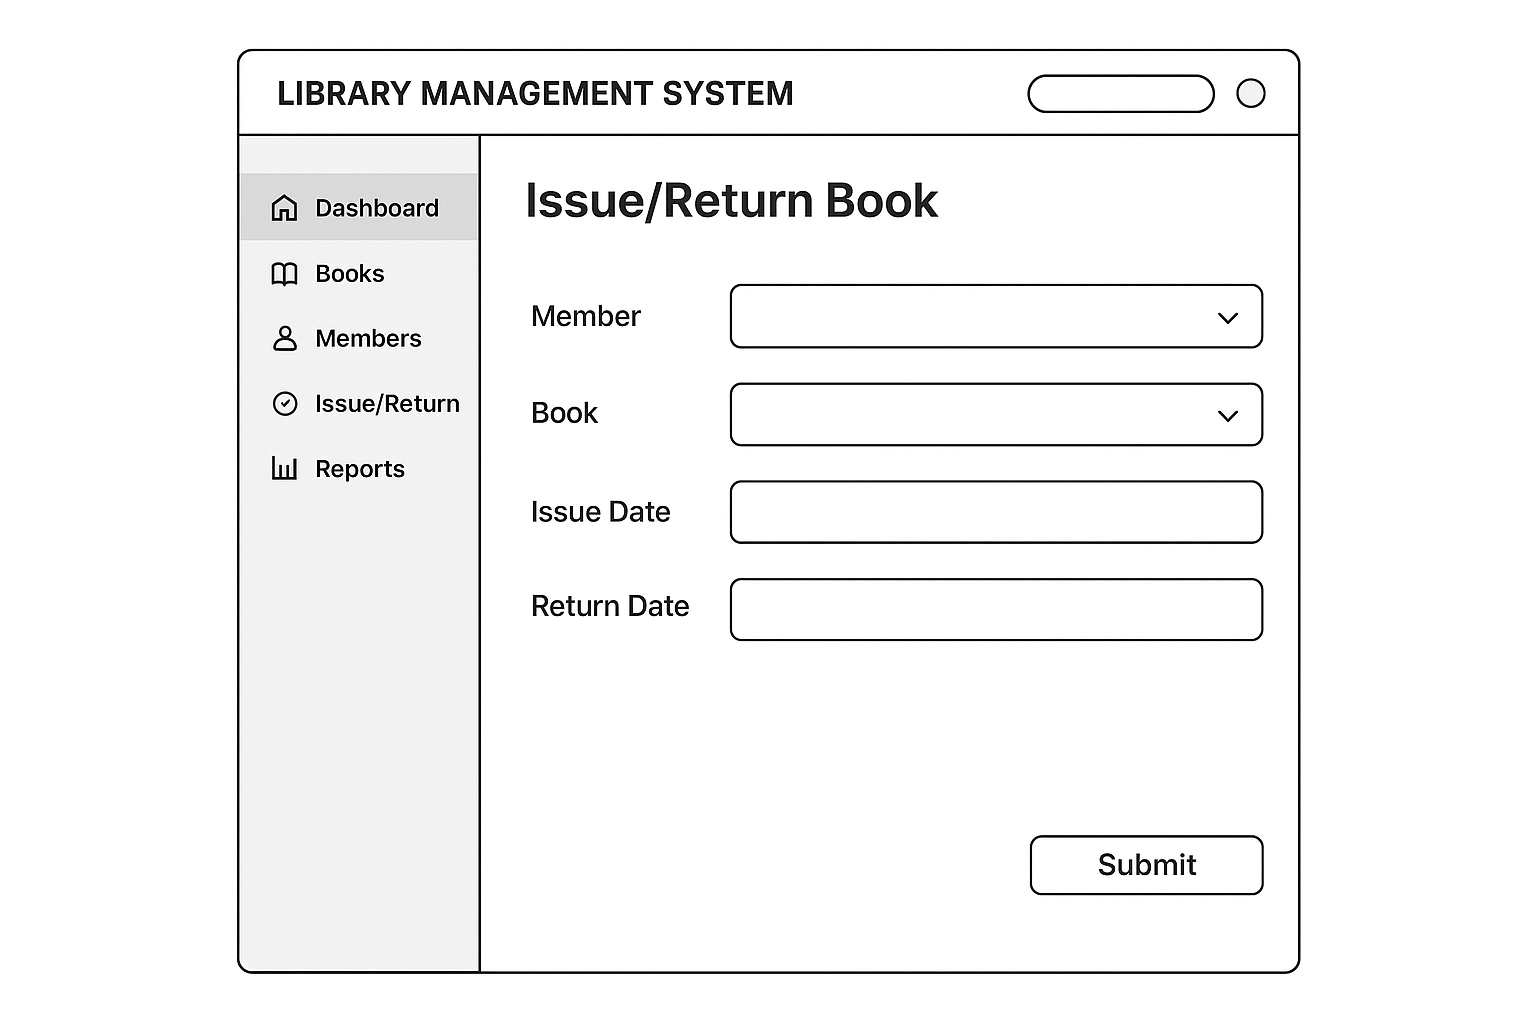 LIBRARY MANAGEMENT SYSTEM
Dashboard
Books
Members
Issue/Return
Reports
Issue/Return Book
Member
Book
Issue Date
Return Date
Submit